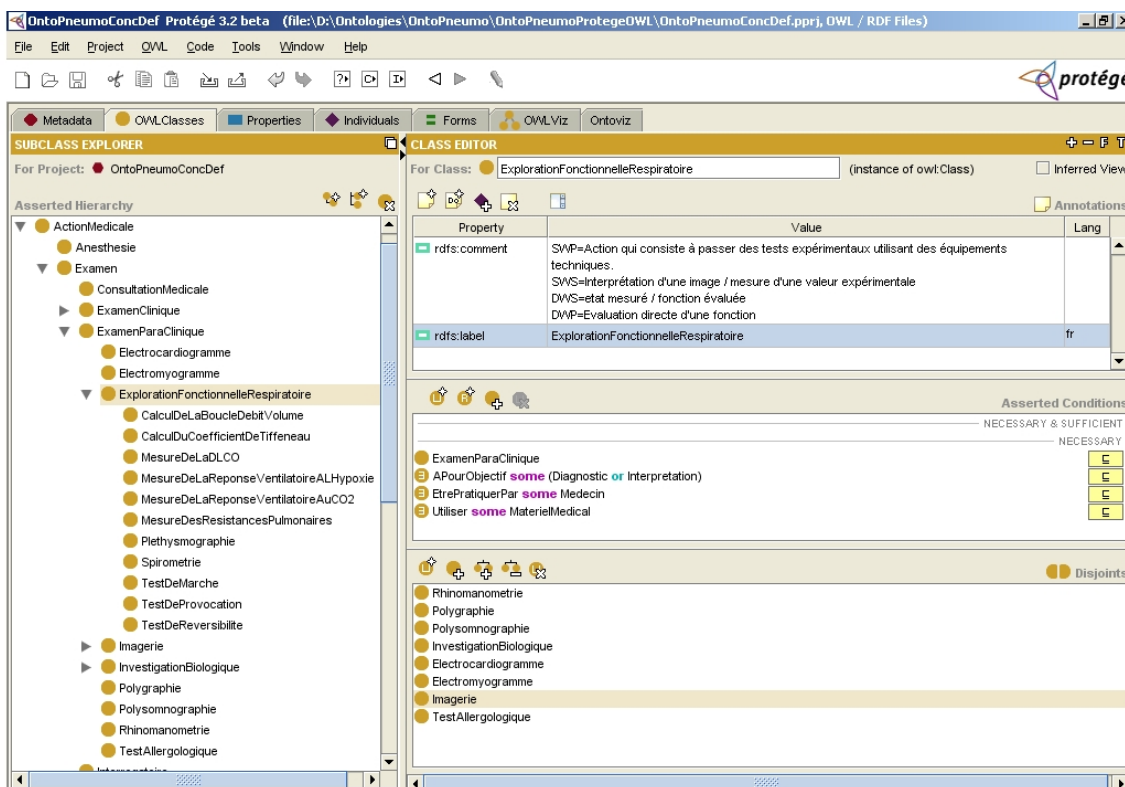 OntoPneumoConcDef Protégé 3.2 beta (file:\D:\Ontologies\OntoPneumo\OntoPneumoProtegeOWL\OntoPneumoConcDef.pprj, OWL / RDF Files)
File Edit Project OWL Code Tools Window Help
protégé
Metadata OWLClasses Properties Individuals Forms OWLViz Ontoviz
SUBCLASS EXPLORER
For Project: OntoPneumoConcDef
Asserted Hierarchy
ActionMedicale
Anesthesie
Examen
ConsultationMedicale
ExamenClinique
ExamenParaClinique
Electrocardiogramme
Electromyogramme
ExplorationFonctionnelleRespiratoire
CalculDeLaBoucleDebitVolume
CalculDuCoefficientDeTiffeneau
MesureDeLaDLCO
MesureDeLaReponseVentilatoireALHypoxie
MesureDeLaReponseVentilatoireAuCO2
MesureDesResistancesPulmonaires
Plethysmographie
Spirometrie
TestDeMarche
TestDeProvocation
TestDeReversibilite
Imagerie
InvestigationBiologique
Polygraphie
Polysomnographie
Rhinomanometrie
TestAllergologique
CLASS EDITOR
F T
For Class: ExplorationFonctionnelleRespiratoire (instance of owl:Class) Inferred View
Annotations
Property Value Lang
rdfs:comment SWP=Action qui consiste à passer des tests expérimentaux utilisant des équipements
techniques.
SWS=Interprétation d'une image / mesure d'une valeur expérimentale
DWS=etat mesuré / fonction évaluée
DWP=Evaluation directe d'une fonction
rdfs:label ExplorationFonctionnelleRespiratoire fr
Asserted Conditions
NECESSARY & SUFFICIENT
NECESSARY
ExamenParaClinique
APourObjectif some (Diagnostic or Interpretation)
EtrePratiquerPar some Medecin
Utiliser some MaterielMedical
Disjoints
Rhinomanometrie
Polygraphie
Polysomnographie
InvestigationBiologique
Electrocardiogramme
Electromyogramme
Imagerie
TestAllergologique